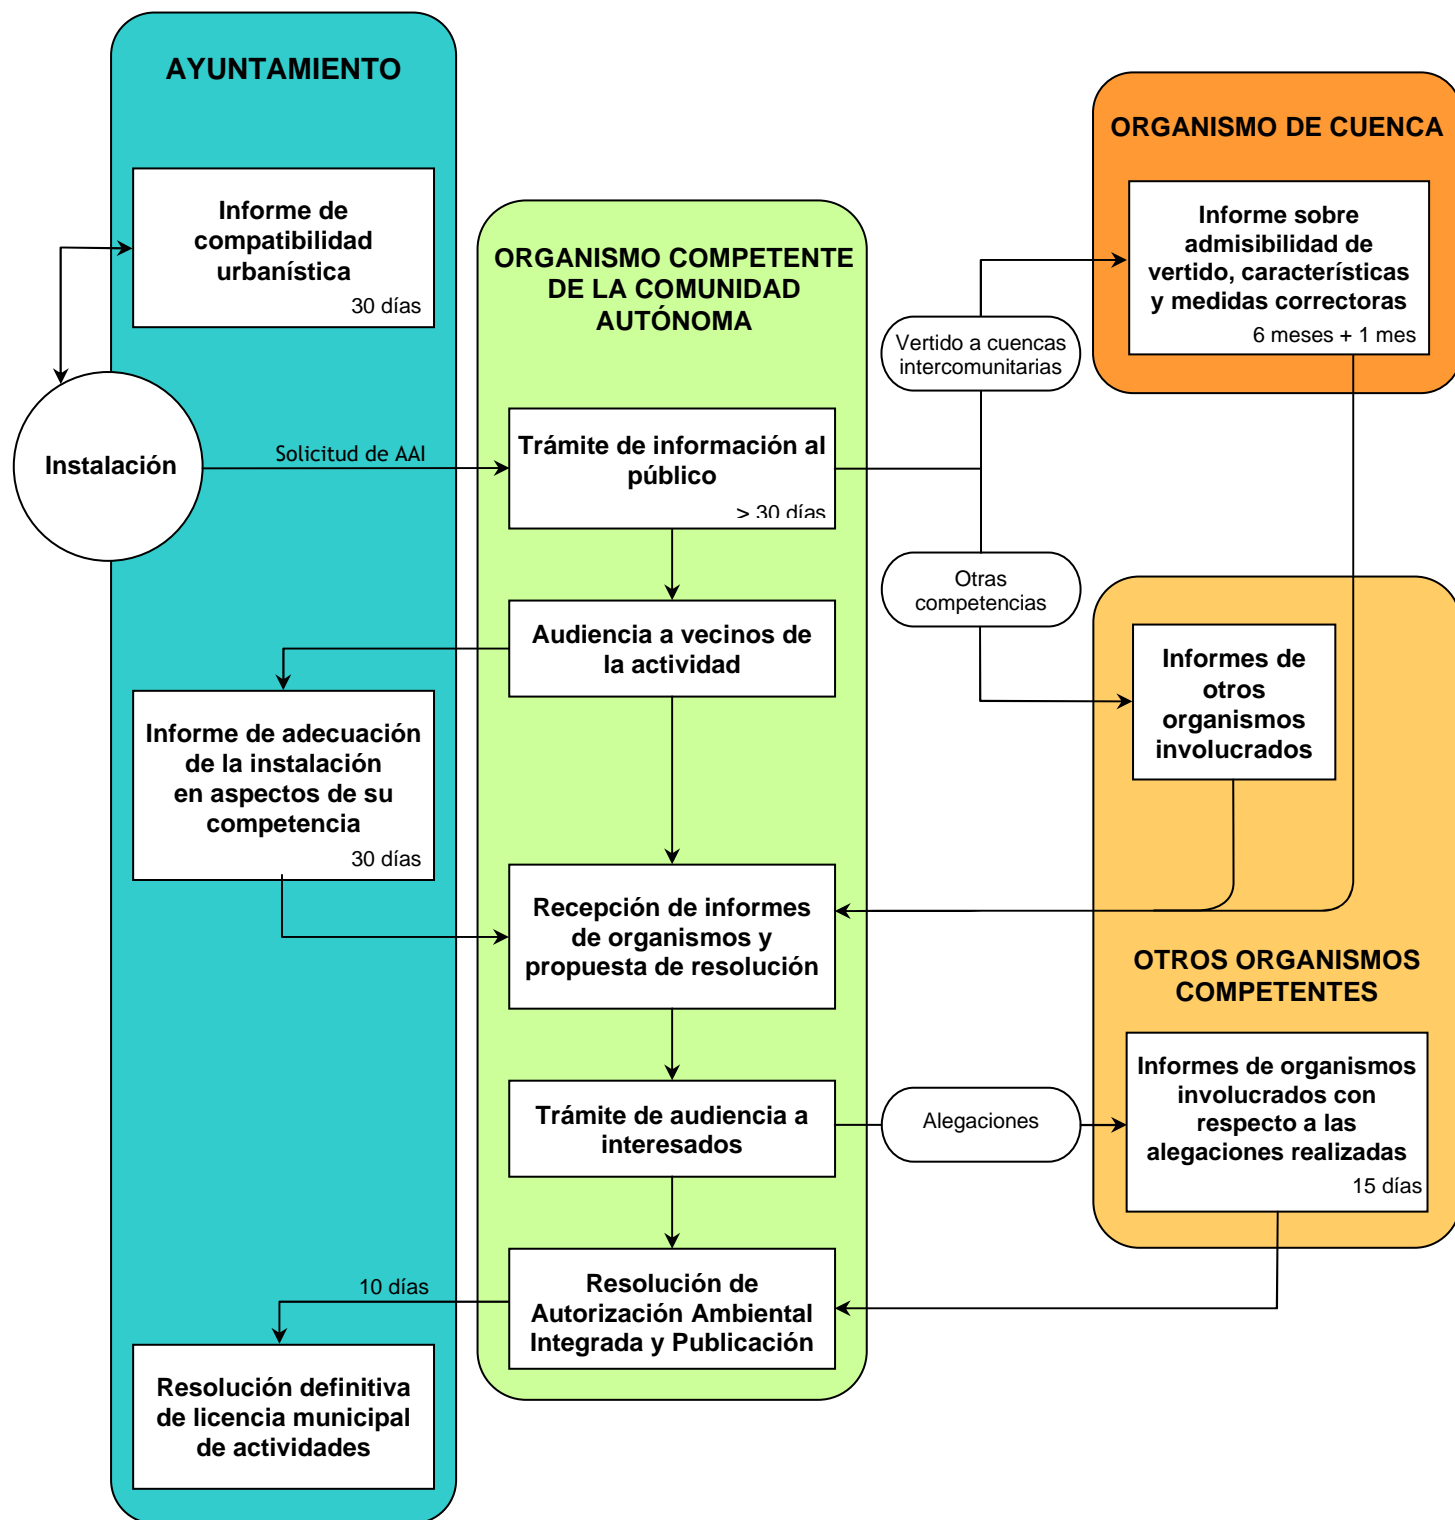 AYUNTAMIENTO
Informe de
compatibilidad
urbanística
30 días
Instalación
Solicitud de AAI
ORGANISMO COMPETENTE
DE LA COMUNIDAD
AUTÓNOMA
Trámite de información al
público
> 30 días
Vertido a cuencas
intercomunitarias
ORGANISMO DE CUENCA
Informe sobre
admisibilidad de
vertido, características
y medidas correctoras
6 meses + 1 mes
Otras
competencias
Audiencia a vecinos de
la actividad
Informe de adecuación
de la instalación
en aspectos de su
competencia
30 días
Informes de
otros
organismos
involucrados
Recepción de informes
de organismos y
propuesta de resolución
OTROS ORGANISMOS
COMPETENTES
Trámite de audiencia a
interesados
Alegaciones
Informes de organismos
involucrados con
respecto a las
alegaciones realizadas
15 días
Resolución de
Autorización Ambiental
Integrada y Publicación
10 días
Resolución definitiva
de licencia municipal
de actividades